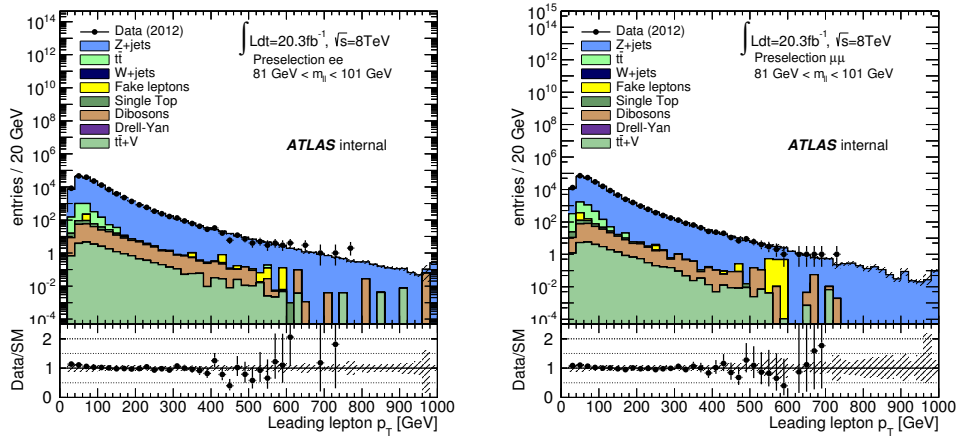 entries / 20 GeV
10^14
10^12
10^10
10^8
10^6
10^4
10^2
1
10^-2
10^-4
Data (2012)
Z+jets
tt̄
W+jets
Fake leptons
Single Top
Dibosons
Drell-Yan
tt̄+V
∫Ldt=20.3fb^-1, √s=8TeV
Preselection ee
81 GeV < m_ll < 101 GeV
ATLAS internal
Data/SM
2
1
0
0 100 200 300 400 500 600 700 800 900 1000
Leading lepton p_T [GeV]
entries / 20 GeV
10^15
10^14
10^12
10^10
10^8
10^6
10^4
10^2
1
10^-2
10^-4
Data (2012)
Z+jets
tt̄
W+jets
Fake leptons
Single Top
Dibosons
Drell-Yan
tt̄+V
∫Ldt=20.3fb^-1, √s=8TeV
Preselection μμ
81 GeV < m_ll < 101 GeV
ATLAS internal
Data/SM
2
1
0
0 100 200 300 400 500 600 700 800 900 1000
Leading lepton p_T [GeV]